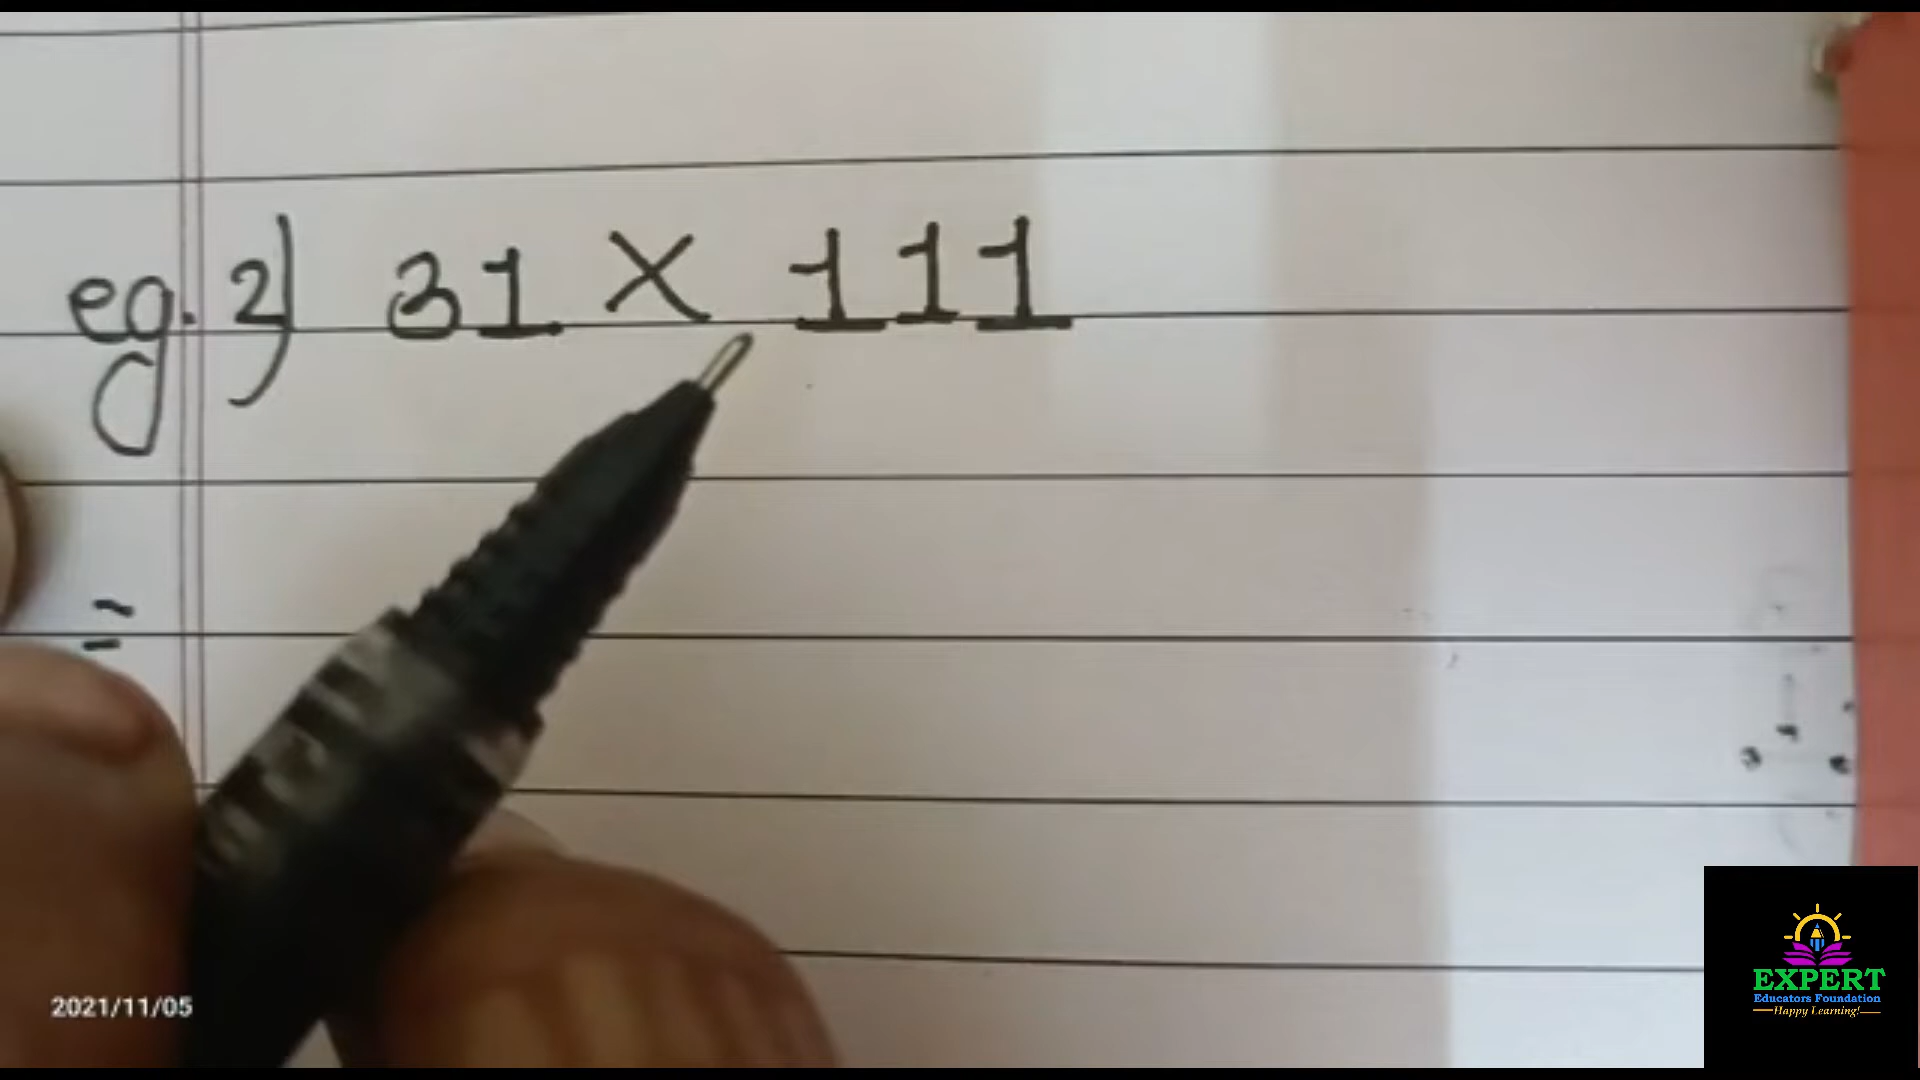 eg. 2) 31 × 111
=
2021/11/05
EXPERT
Educators Foundation
Happy Learning!